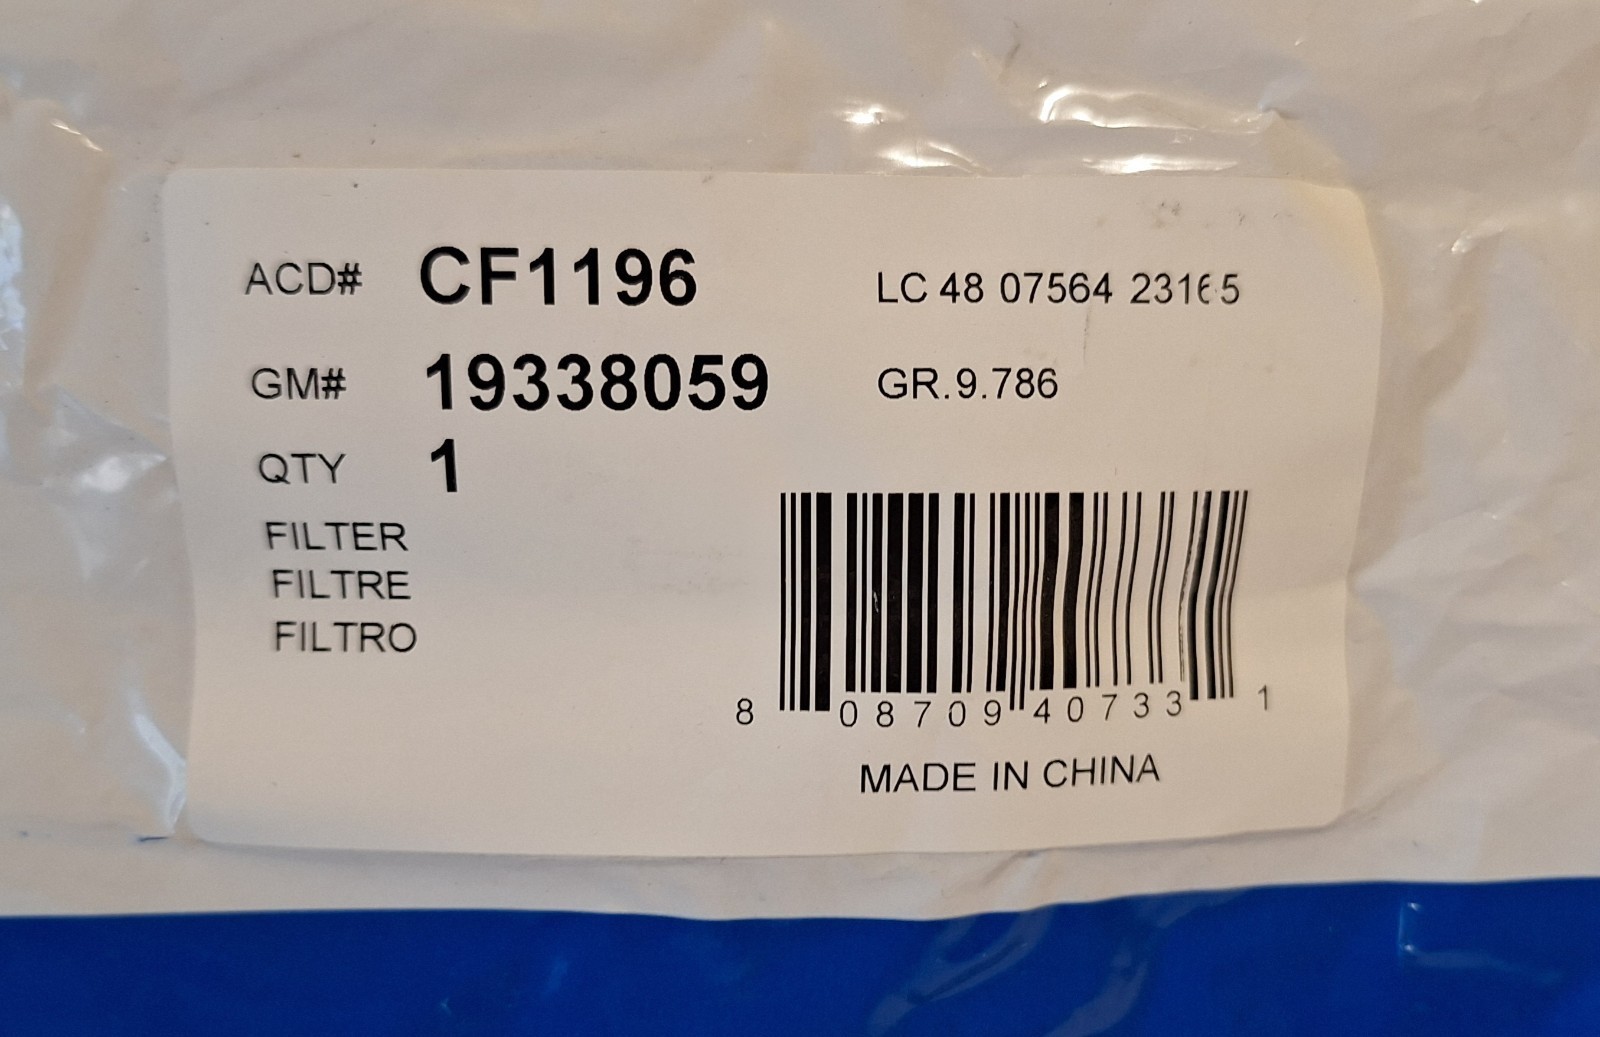 ACD# CF1196 LC 48 07564 23165
GM# 19338059 GR.9.786
QTY 1
FILTER
FILTRE
FILTRO
8 08709 40733 1
MADE IN CHINA